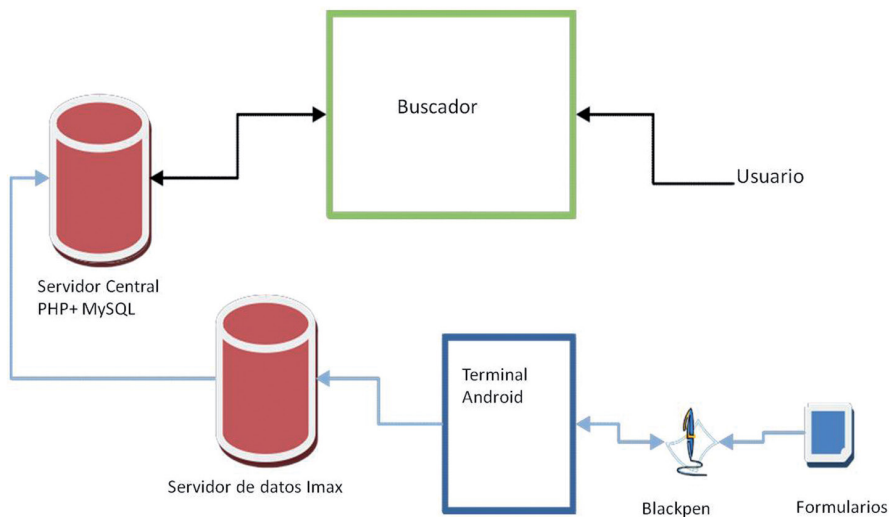 Buscador
Usuario
Servidor Central
PHP+ MySQL
Terminal
Android
Servidor de datos Imax
Blackpen
Formularios